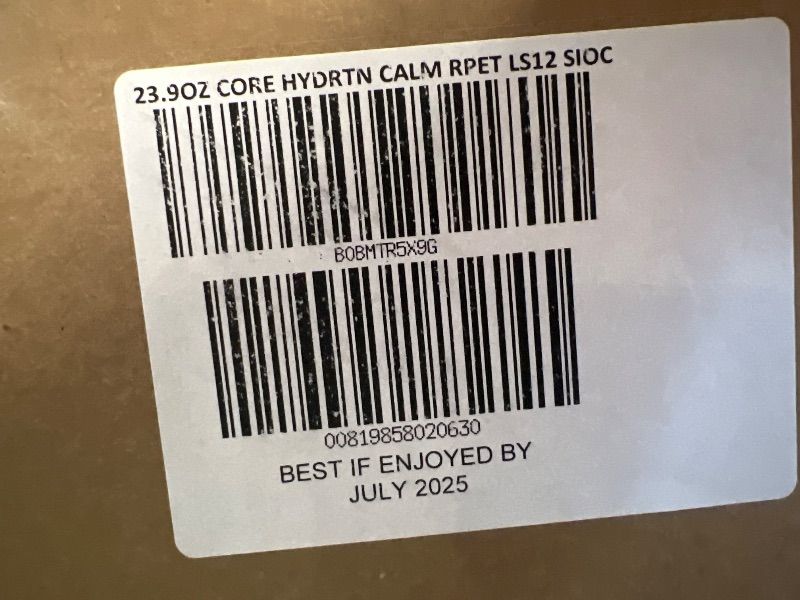 23.9OZ CORE HYDRTN CALM RPET LS12 SIOC
B0BMTR5X9G
00819858020630
BEST IF ENJOYED BY
JULY 2025